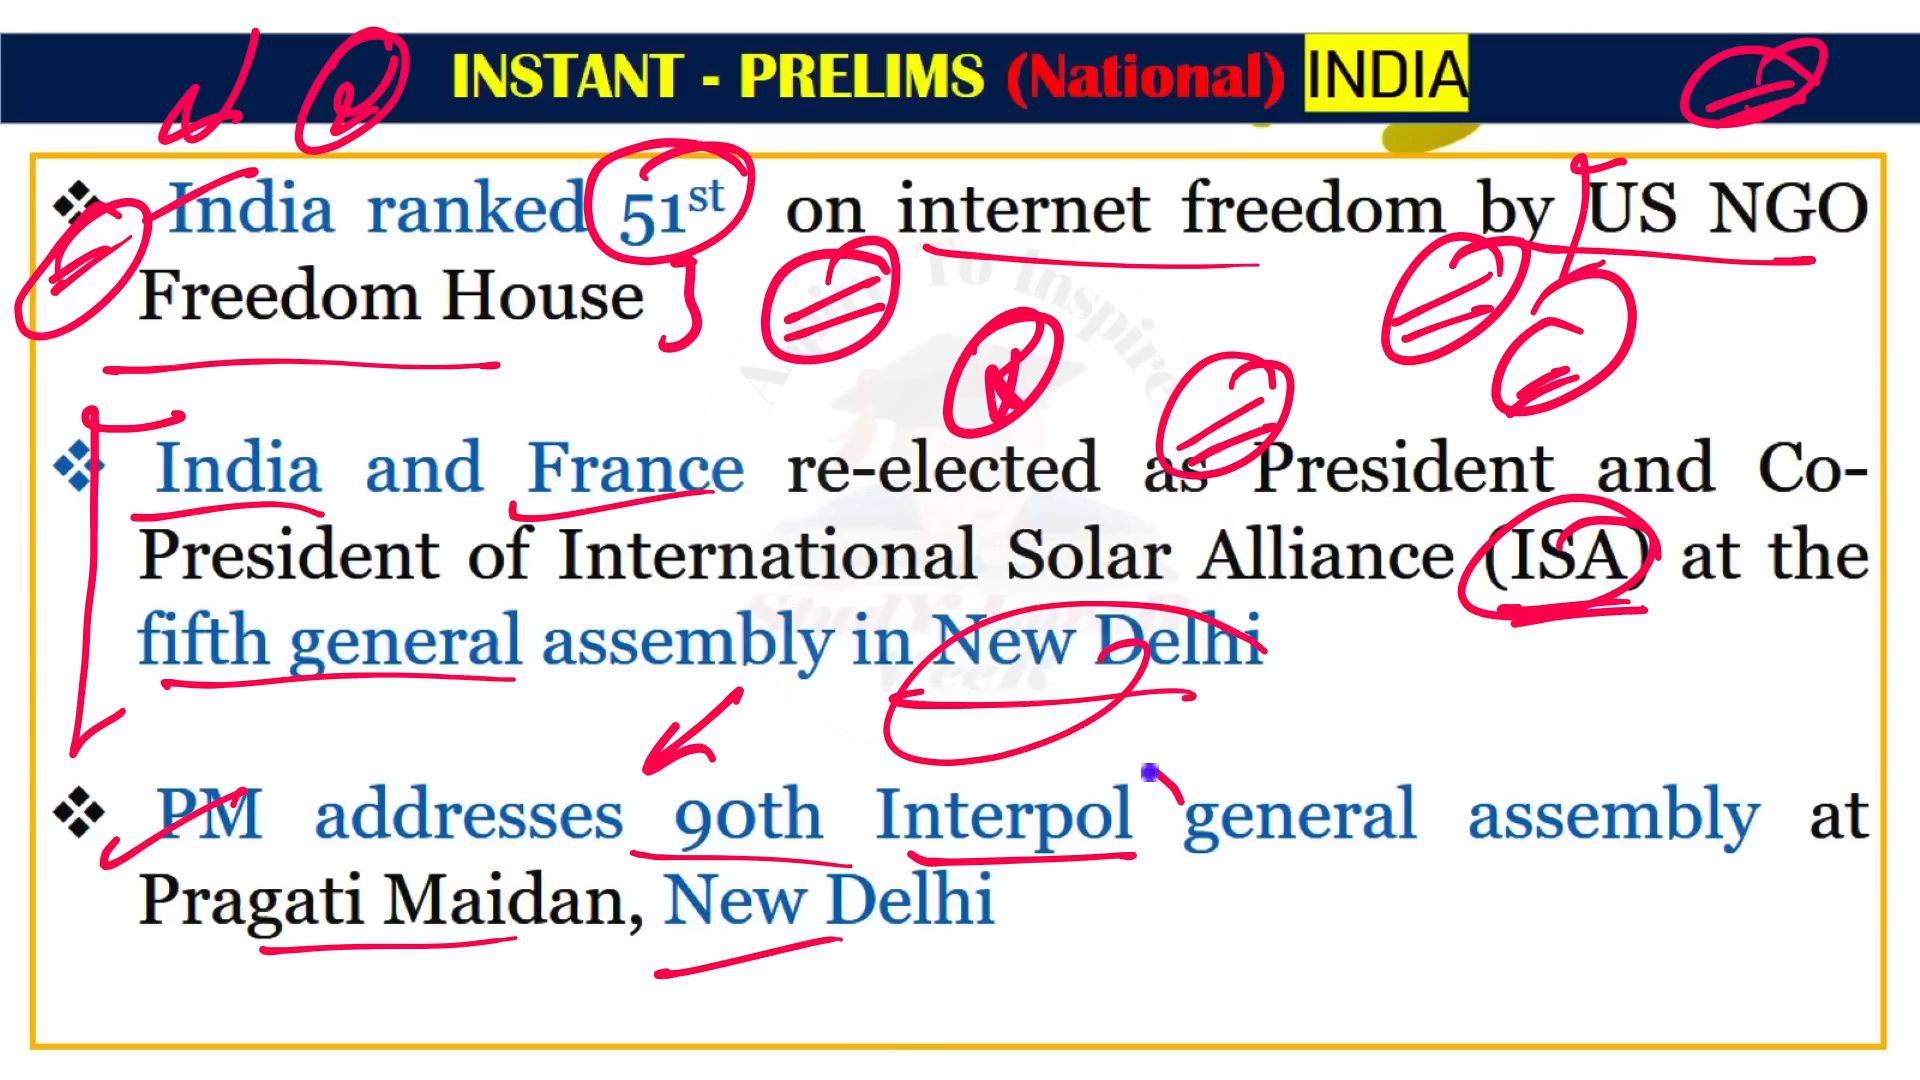 INSTANT - PRELIMS (National) INDIA
India ranked 51st on internet freedom by US NGO
Freedom House
India and France re-elected as President and Co-
President of International Solar Alliance (ISA) at the
fifth general assembly in New Delhi
PM addresses 90th Interpol general assembly at
Pragati Maidan, New Delhi
To Inspire